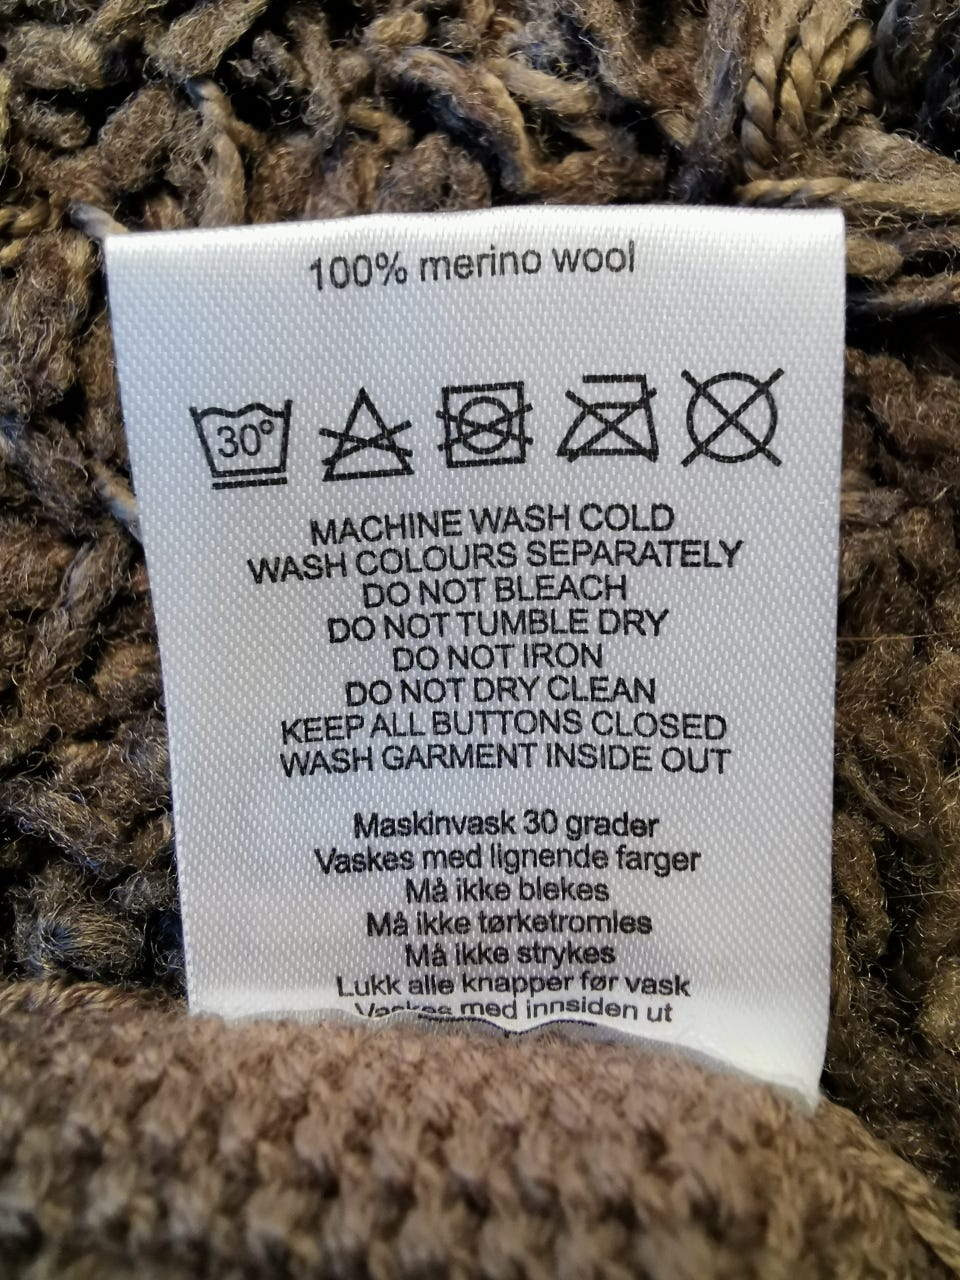 100% merino wool
30°
MACHINE WASH COLD
WASH COLOURS SEPARATELY
DO NOT BLEACH
DO NOT TUMBLE DRY
DO NOT IRON
DO NOT DRY CLEAN
KEEP ALL BUTTONS CLOSED
WASH GARMENT INSIDE OUT
Maskinvask 30 grader
Vaskes med lignende farger
Må ikke blekes
Må ikke tørketromles
Må ikke strykes
Lukk alle knapper før vask
Vaskes med innsiden ut